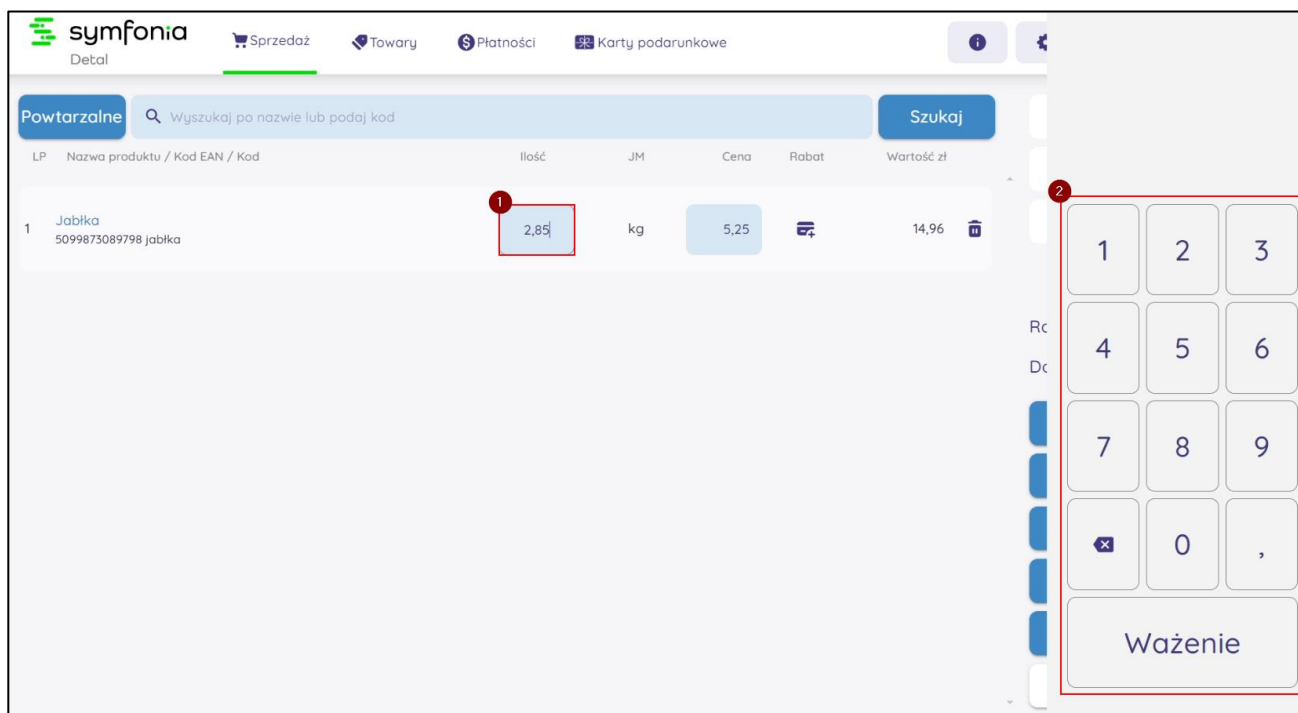 symfonia
Detal
Sprzedaż
Towary
Płatności
Karty podarunkowe
Powtarzalne
Wyszukaj po nazwie lub podaj kod
Szukaj
LP Nazwa produktu / Kod EAN / Kod Ilość JM Cena Rabat Wartość zł
1 Jabłka 2,85 kg 5,25 14,96
5099873089798 jabłka
1
2
1 2 3
4 5 6
7 8 9
0 ,
Ważenie